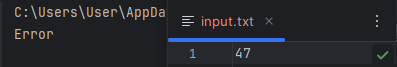 C:\Users\User\AppDa
Error
input.txt
1 47